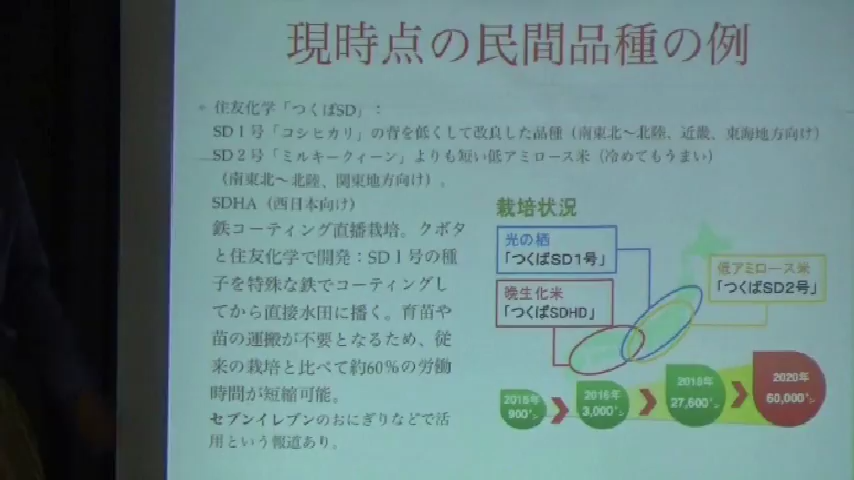 現時点の民間品種の例
住友化学「つくばSD」:
SD1号「コシヒカリ」の背を低くして改良した品種(南東北〜北陸、近畿、東海地方向け)
SD2号「ミルキークィーン」よりも短い低アミロース米(冷めてもうまい)
(南東北〜北陸、関東地方向け)。
SDHA(西日本向け)
鉄コーティング直播栽培。クボタ
と住友化学で開発:SD1号の種
子を特殊な鉄でコーティングし
てから直接水田に播く。育苗や
苗の運搬が不要となるため、従
来の栽培と比べて約60%の労働
時間が短縮可能。
セブンイレブンのおにぎりなどで活
用という報道あり。
栽培状況
光の栖
「つくばSD1号」
晩生化米
「つくばSDHD」
低アミロース米
「つくばSD2号」
2015年
900㌧
2016年
3,000㌧
2018年
27,600㌧
2020年
60,000㌧